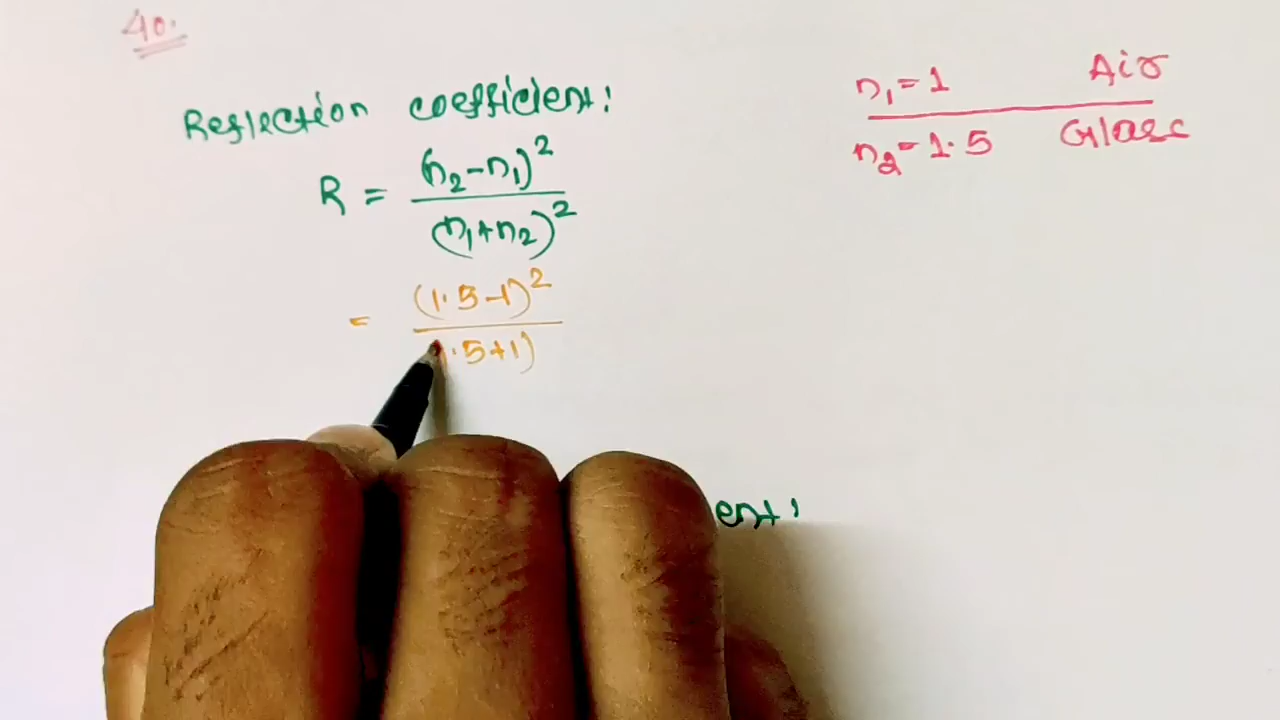 40.
Reflection coefficient:
n1=1 Air
n2=1.5 Glass
R = (n2-n1)^2
(n1+n2)^2
= (1.5-1)^2
.5+1)